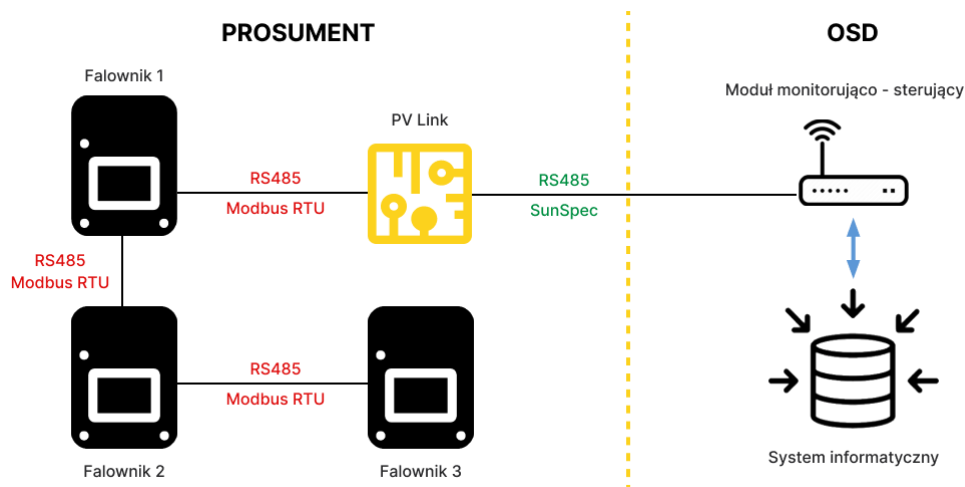 PROSUMENT
OSD
Falownik 1
Moduł monitorująco - sterujący
PV Link
RS485
Modbus RTU
RS485
SunSpec
RS485
Modbus RTU
RS485
Modbus RTU
Falownik 2
Falownik 3
System informatyczny